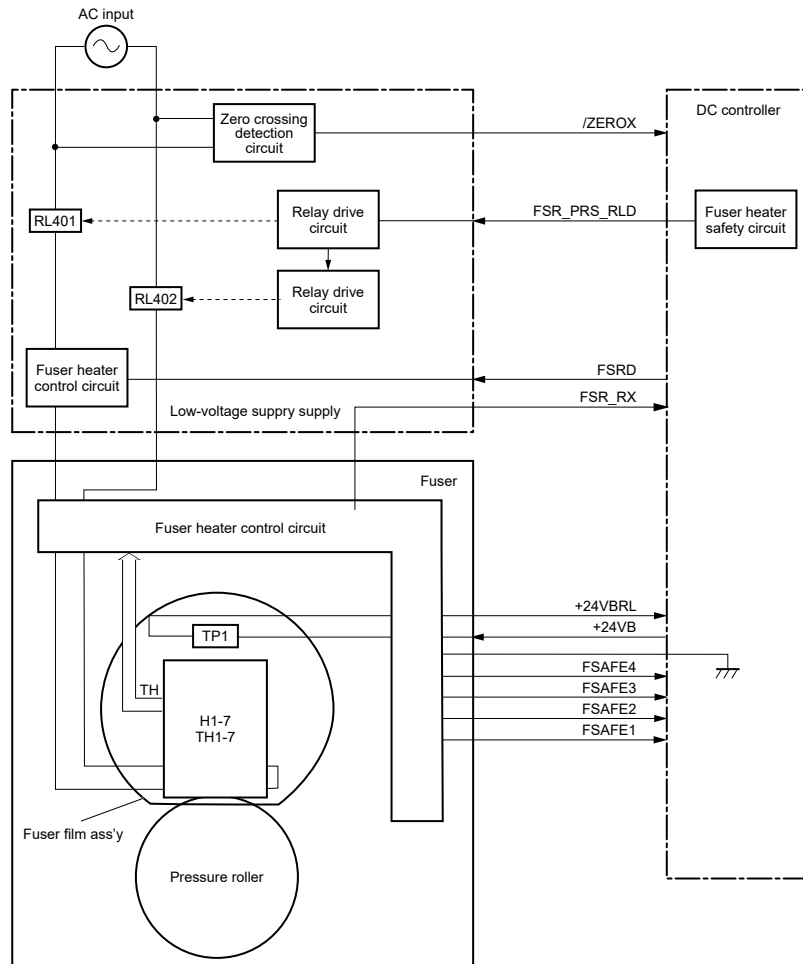 AC input
Zero crossing
detection
circuit
/ZEROX
DC controller
RL401
Relay drive
circuit
FSR_PRS_RLD
Fuser heater
safety circuit
RL402
Relay drive
circuit
Fuser heater
control circuit
FSRD
FSR_RX
Low-voltage suppry supply
Fuser
Fuser heater control circuit
+24VBRL
+24VB
TP1
FSAFE4
FSAFE3
FSAFE2
FSAFE1
TH
H1-7
TH1-7
Fuser film ass'y
Pressure roller